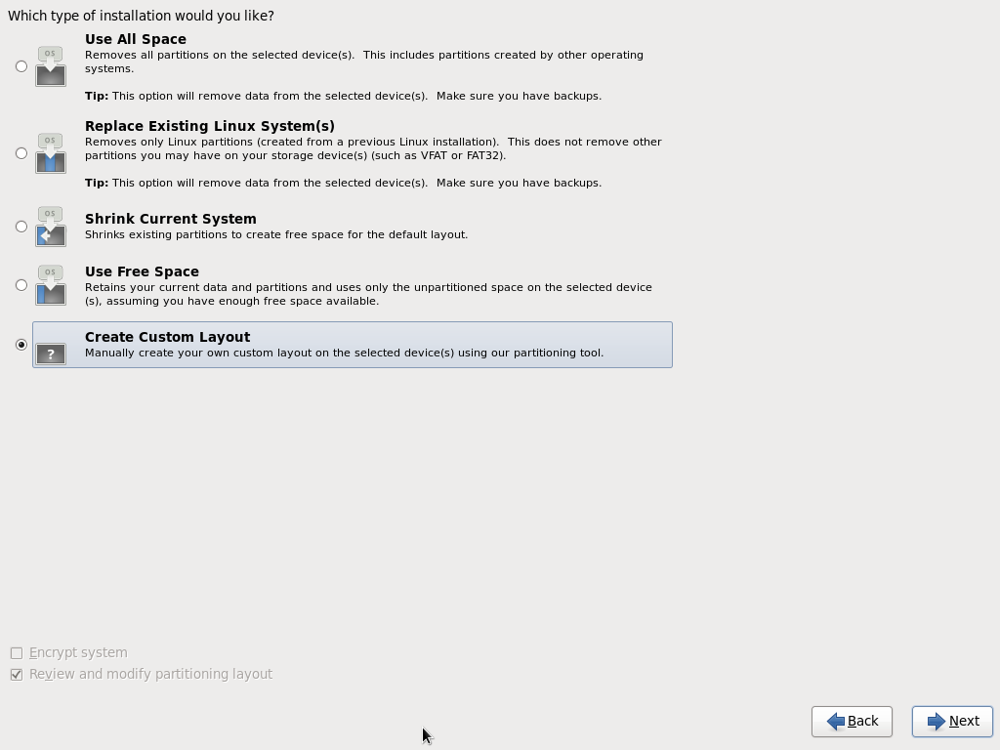 Which type of installation would you like?
os
Use All Space
Removes all partitions on the selected device(s).  This includes partitions created by other operating
systems.
Tip: This option will remove data from the selected device(s).  Make sure you have backups.
os
Replace Existing Linux System(s)
Removes only Linux partitions (created from a previous Linux installation).  This does not remove other
partitions you may have on your storage device(s) (such as VFAT or FAT32).
Tip: This option will remove data from the selected device(s).  Make sure you have backups.
os
Shrink Current System
Shrinks existing partitions to create free space for the default layout.
os
Use Free Space
Retains your current data and partitions and uses only the unpartitioned space on the selected device
(s), assuming you have enough free space available.
?
Create Custom Layout
Manually create your own custom layout on the selected device(s) using our partitioning tool.
Encrypt system
Review and modify partitioning layout
Back
Next